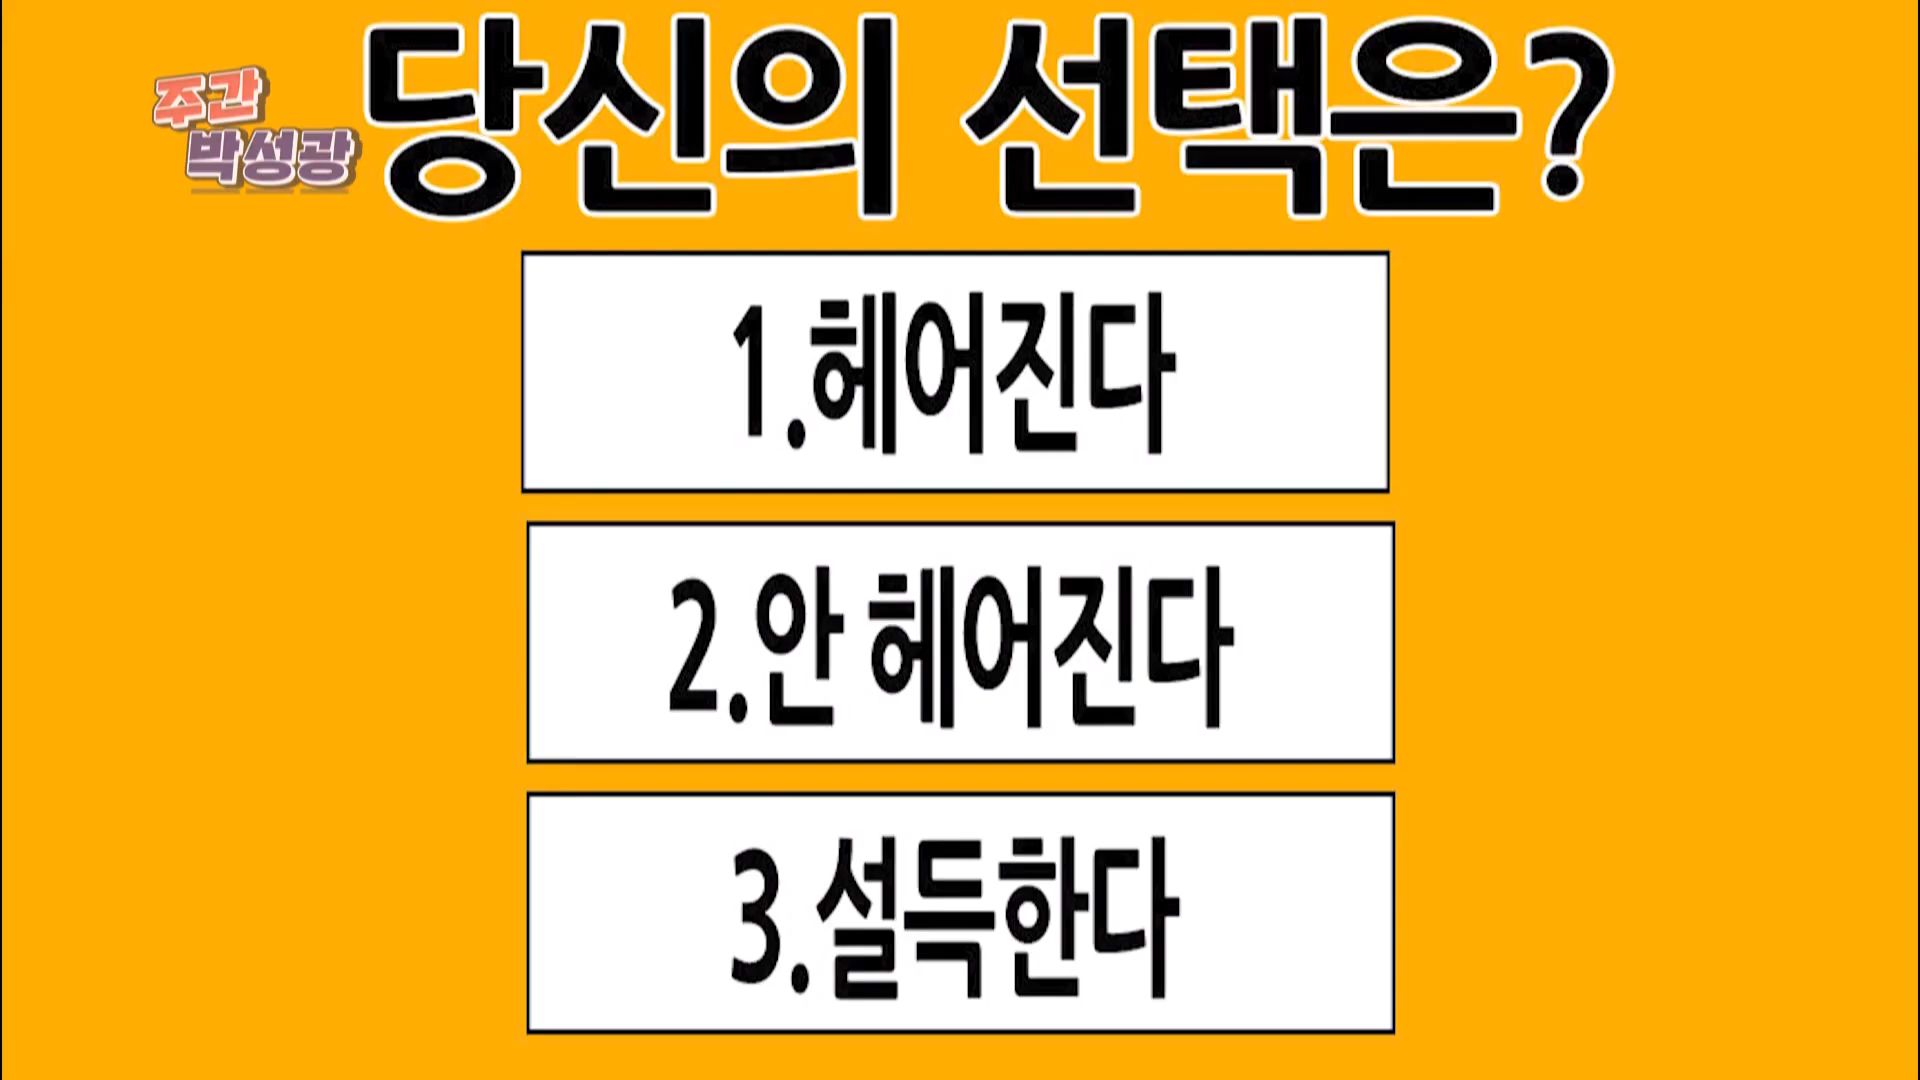 주간
박성광
당신의 선택은?
1.헤어진다
2.안 헤어진다
3.설득한다